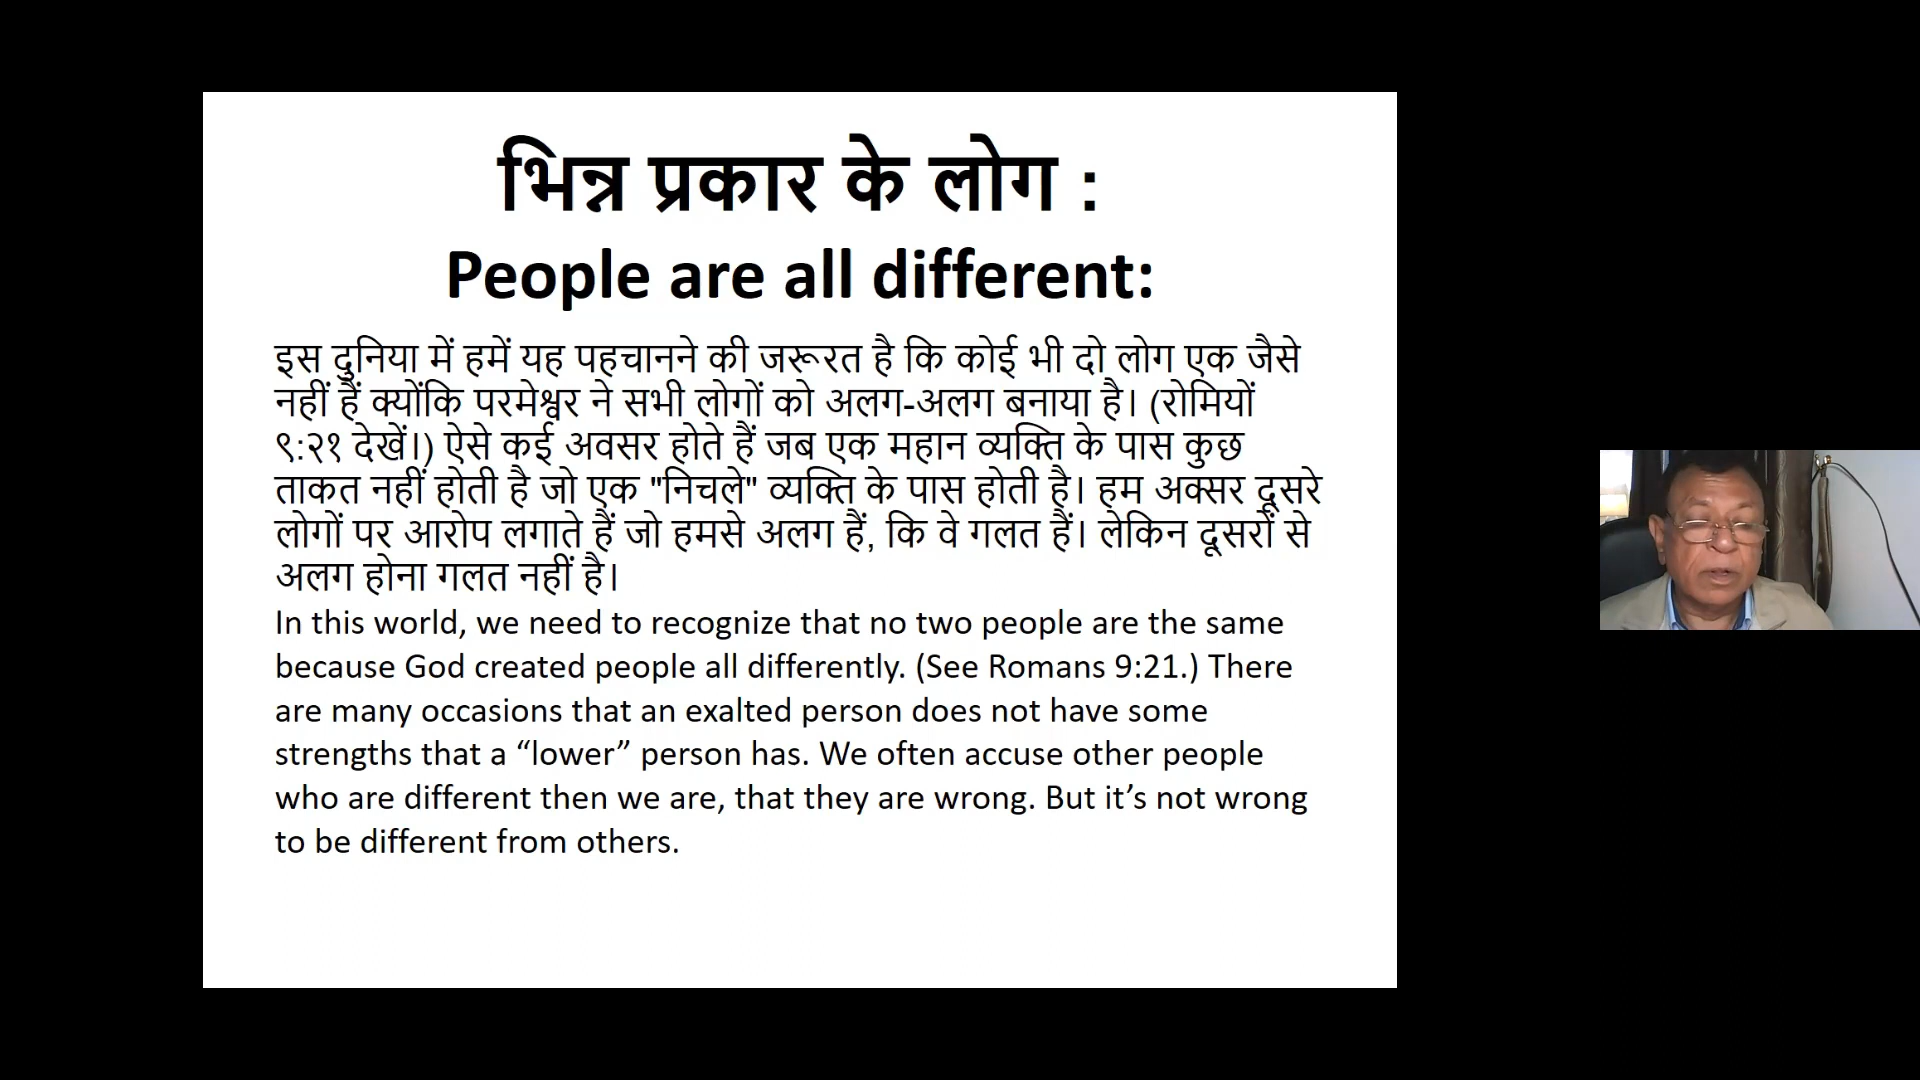 भिन्न प्रकार के लोग :
People are all different:
इस दुनिया में हमें यह पहचानने की जरूरत है कि कोई भी दो लोग एक जैसे
नहीं हैं क्योंकि परमेश्वर ने सभी लोगों को अलग-अलग बनाया है। (रोमियों
९:२१ देखें।) ऐसे कई अवसर होते हैं जब एक महान व्यक्ति के पास कुछ
ताकत नहीं होती है जो एक "निचले" व्यक्ति के पास होती है। हम अक्सर दूसरे
लोगों पर आरोप लगाते हैं जो हमसे अलग हैं, कि वे गलत हैं। लेकिन दूसरों से
अलग होना गलत नहीं है।
In this world, we need to recognize that no two people are the same
because God created people all differently. (See Romans 9:21.) There
are many occasions that an exalted person does not have some
strengths that a “lower” person has. We often accuse other people
who are different then we are, that they are wrong. But it’s not wrong
to be different from others.